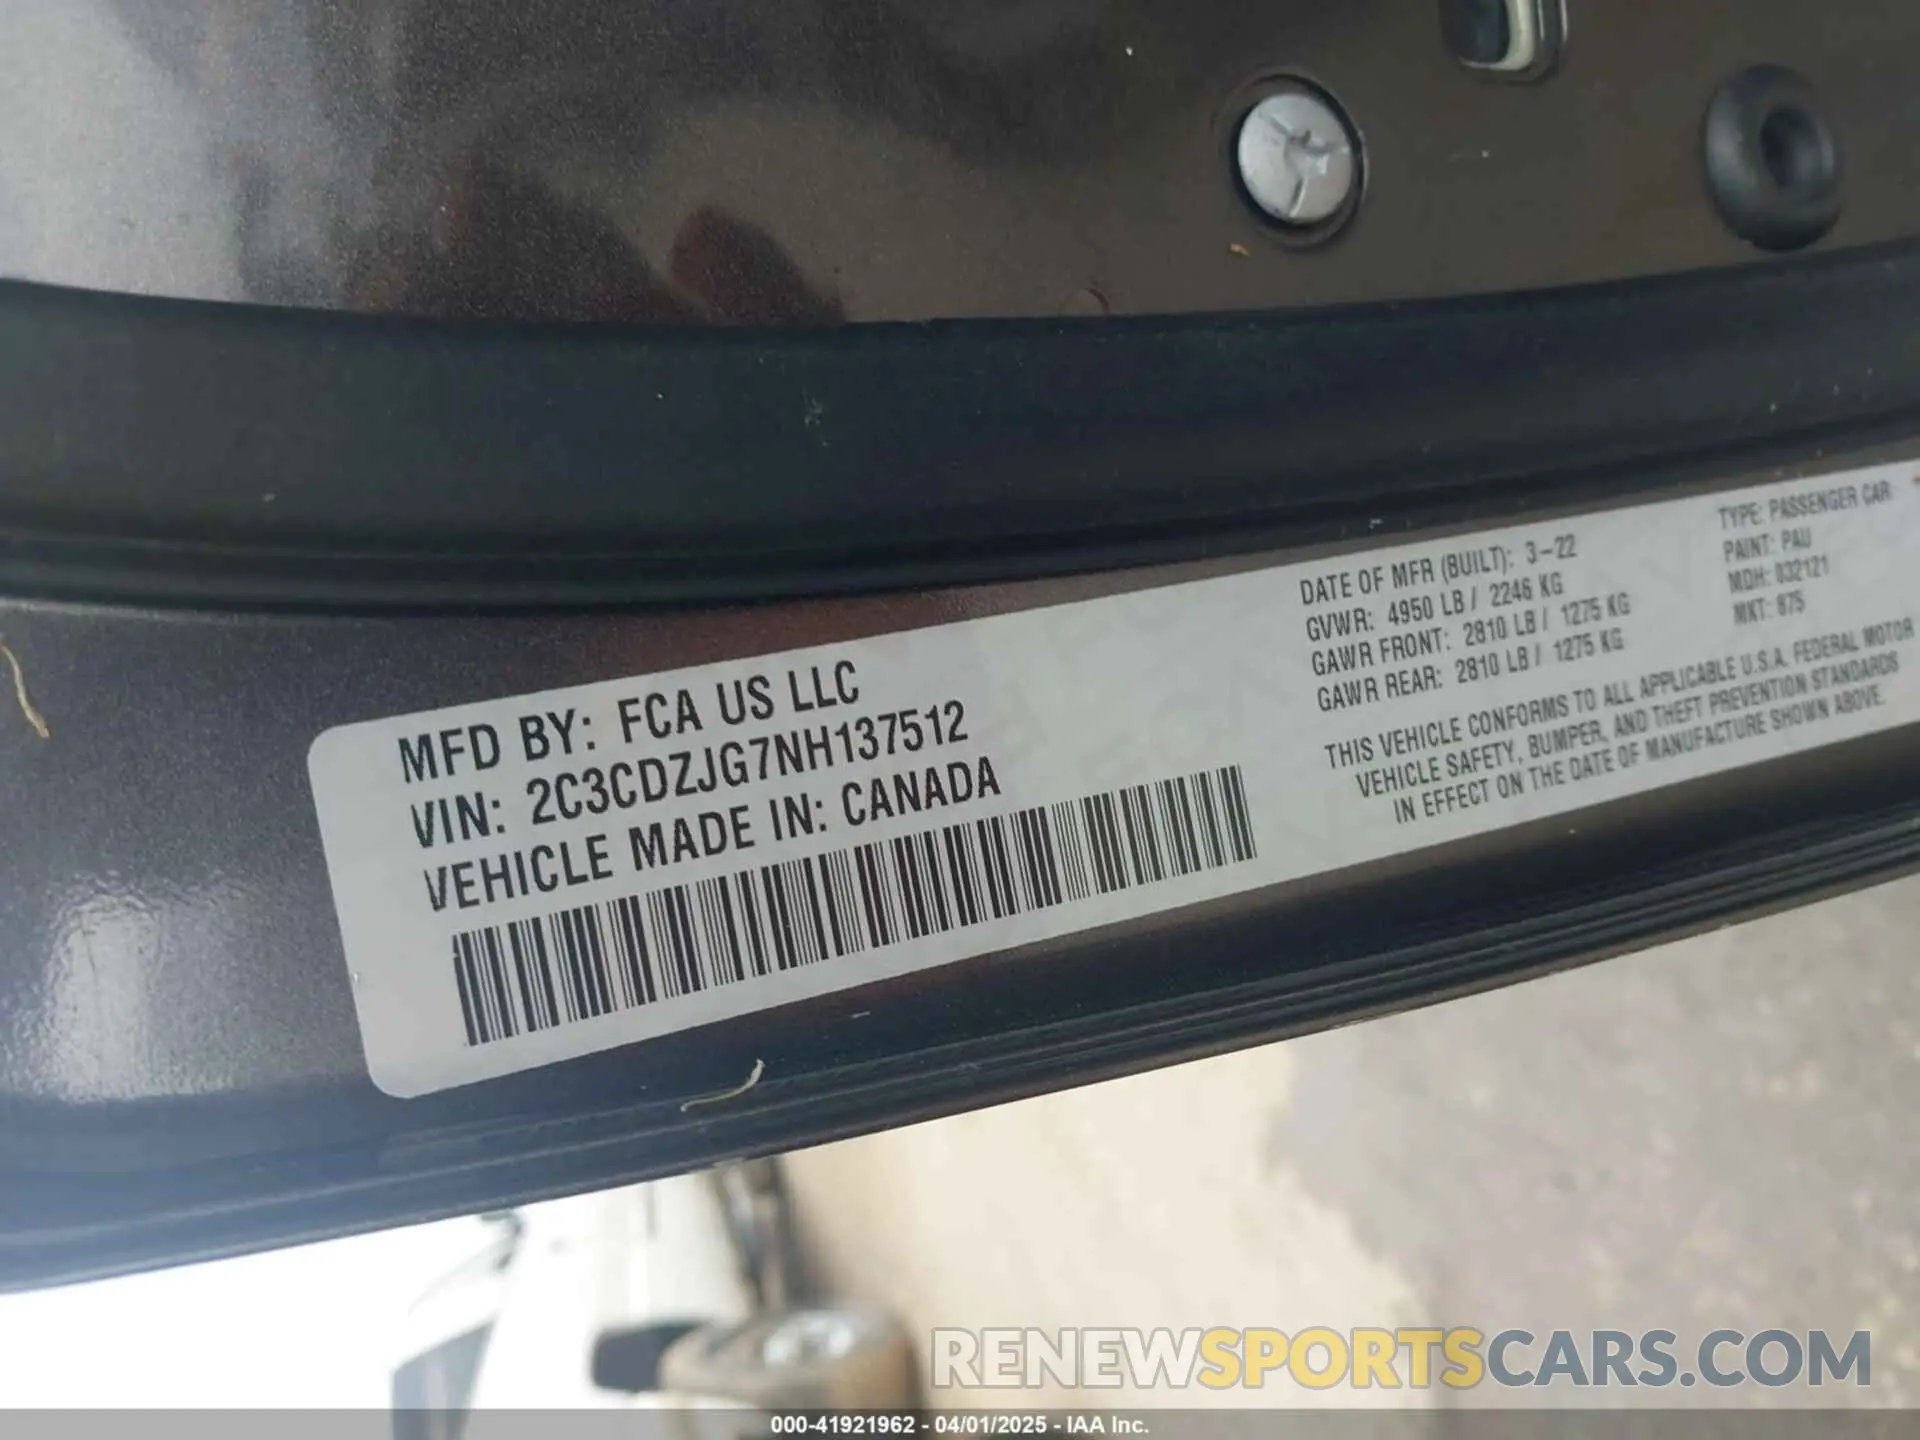 MFD BY: FCA US LLC
VIN: 2C3CDZJG7NH137512
VEHICLE MADE IN: CANADA
DATE OF MFR (BUILT): 3-22
GVWR: 4950 LB / 2246 KG
GAWR FRONT: 2810 LB / 1275 KG
GAWR REAR: 2810 LB / 1275 KG
TYPE: PASSENGER CAR
PAINT: PAU
MDH: 032121
MKT: 875
THIS VEHICLE CONFORMS TO ALL APPLICABLE U.S.A. FEDERAL MOTOR
VEHICLE SAFETY, BUMPER, AND THEFT PREVENTION STANDARDS
IN EFFECT ON THE DATE OF MANUFACTURE SHOWN ABOVE.
RENEWSPORTSCARS.COM
000-41921962 - 04/01/2025 - IAA Inc.